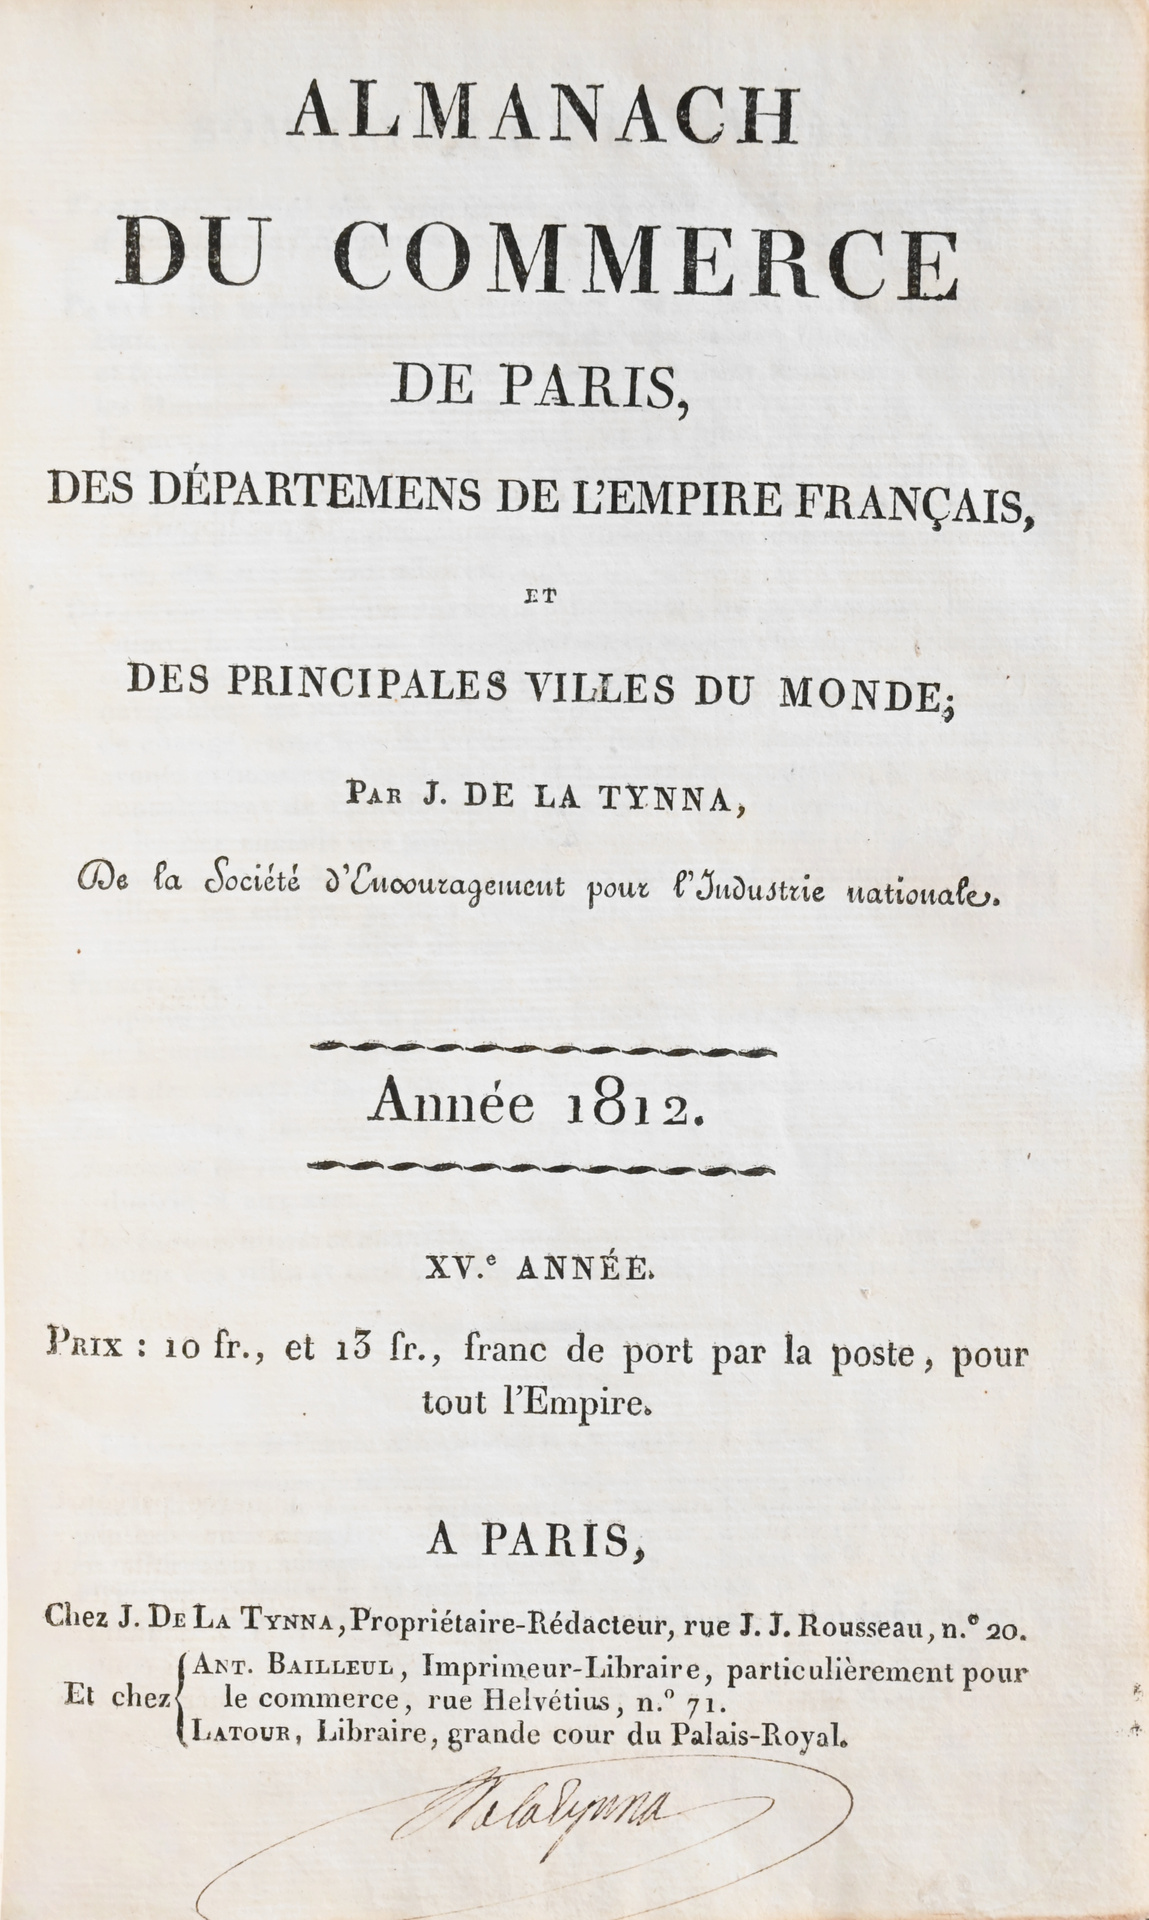 ALMANACH
DU COMMERCE
DE PARIS,
DES DÉPARTEMENS DE L'EMPIRE FRANÇAIS,
ET
DES PRINCIPALES VILLES DU MONDE;
PAR J. DE LA TYNNA,
De la Société d'Encouragement pour l'Industrie nationale.
Année 1812.
XV.e ANNÉE.
PRIX : 10 fr., et 13 fr., franc de port par la poste, pour
tout l'Empire.
A PARIS,
Chez J. DE LA TYNNA, Propriétaire-Rédacteur, rue J. J. Rousseau, n.o 20.
ANT. BAILLEUL, Imprimeur-Libraire, particulièrement pour
Et chez le commerce, rue Helvétius, n.o 71.
LATOUR, Libraire, grande cour du Palais-Royal.
De la Tynna